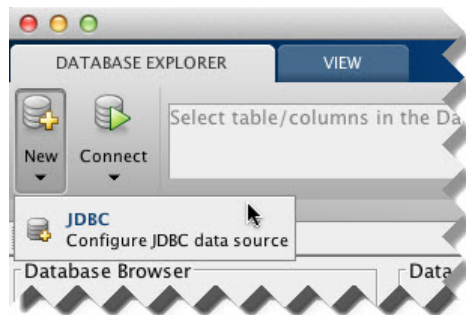 DATABASE EXPLORER VIEW
Select table/columns in the Da
New Connect
JDBC
Configure JDBC data source
Database Browser Data